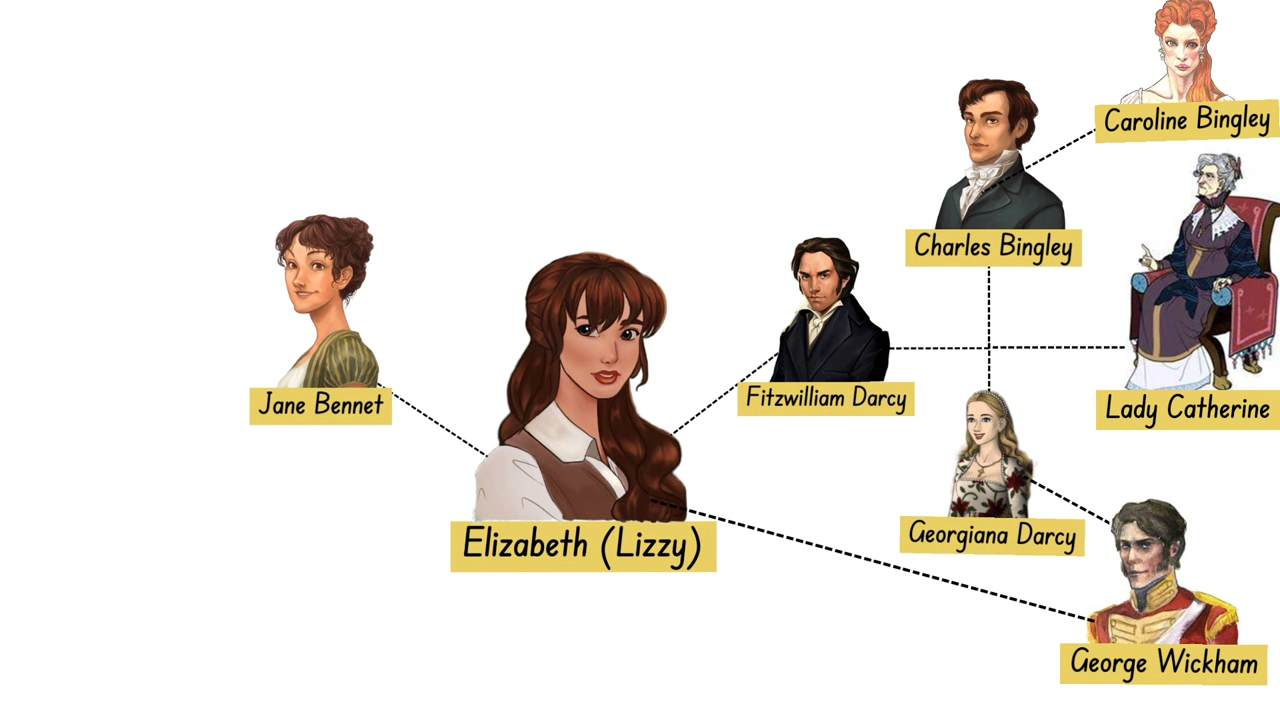 Caroline Bingley
Charles Bingley
Jane Bennet
Fitzwilliam Darcy
Lady Catherine
Elizabeth (Lizzy)
Georgiana Darcy
George Wickham